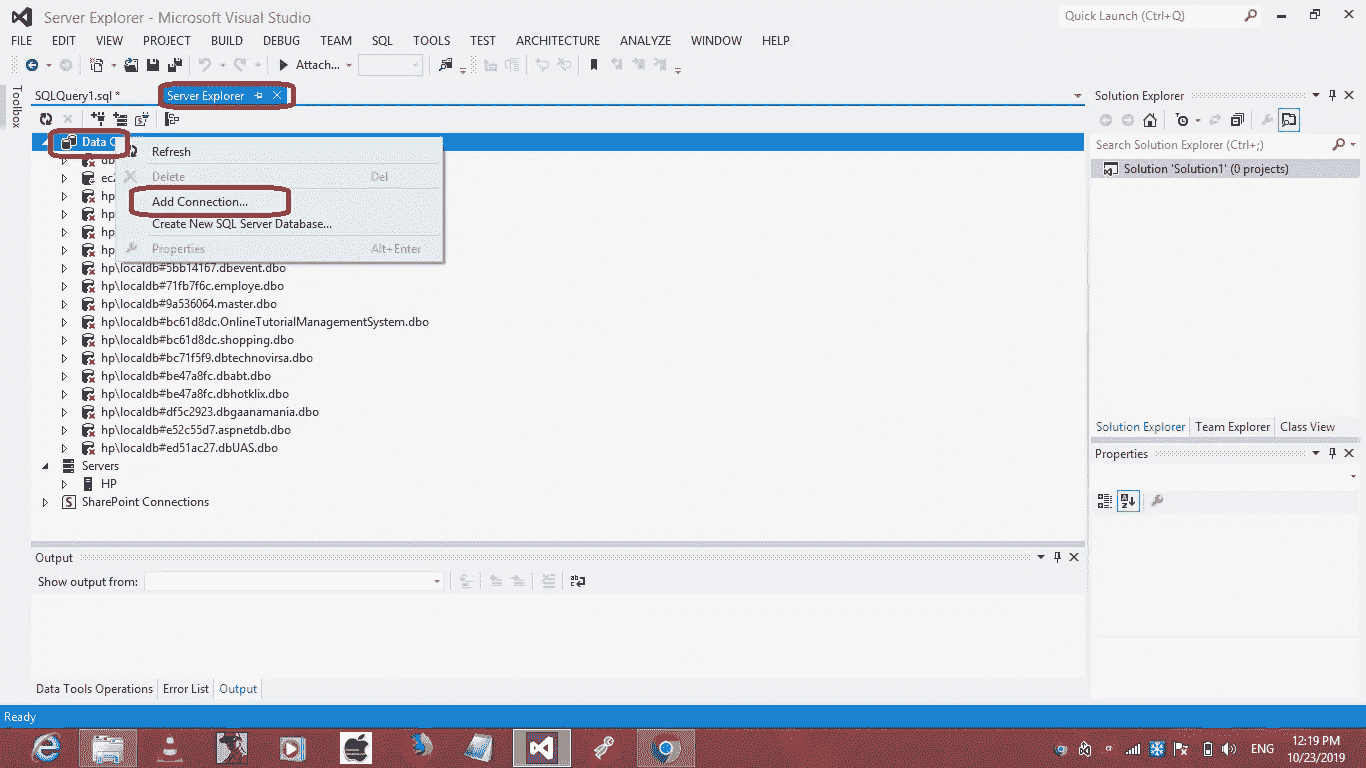 Server Explorer - Microsoft Visual Studio
Quick Launch (Ctrl+Q)
FILE EDIT VIEW PROJECT BUILD DEBUG TEAM SQL TOOLS TEST ARCHITECTURE ANALYZE WINDOW HELP
Attach...
Toolbox
SQLQuery1.sql*
Server Explorer
Data C
Refresh
Delete Del
Add Connection...
Create New SQL Server Database...
Properties Alt+Enter
hp\localdb#5bb14167.dbevent.dbo
hp\localdb#71fb7f6c.employe.dbo
hp\localdb#9a536064.master.dbo
hp\localdb#bc61d8dc.OnlineTutorialManagementSystem.dbo
hp\localdb#bc61d8dc.shopping.dbo
hp\localdb#bc71f5f9.dbtechnovirsa.dbo
hp\localdb#be47a8fc.dbabt.dbo
hp\localdb#be47a8fc.dbhotklix.dbo
hp\localdb#df5c2923.dbgaanamania.dbo
hp\localdb#e52c55d7.aspnetdb.dbo
hp\localdb#ed51ac27.dbUAS.dbo
Servers
HP
SharePoint Connections
Solution Explorer
Search Solution Explorer (Ctrl+;)
Solution 'Solution1' (0 projects)
Solution Explorer Team Explorer Class View
Properties
Output
Show output from:
Data Tools Operations Error List Output
Ready
ENG
12:19 PM
10/23/2019